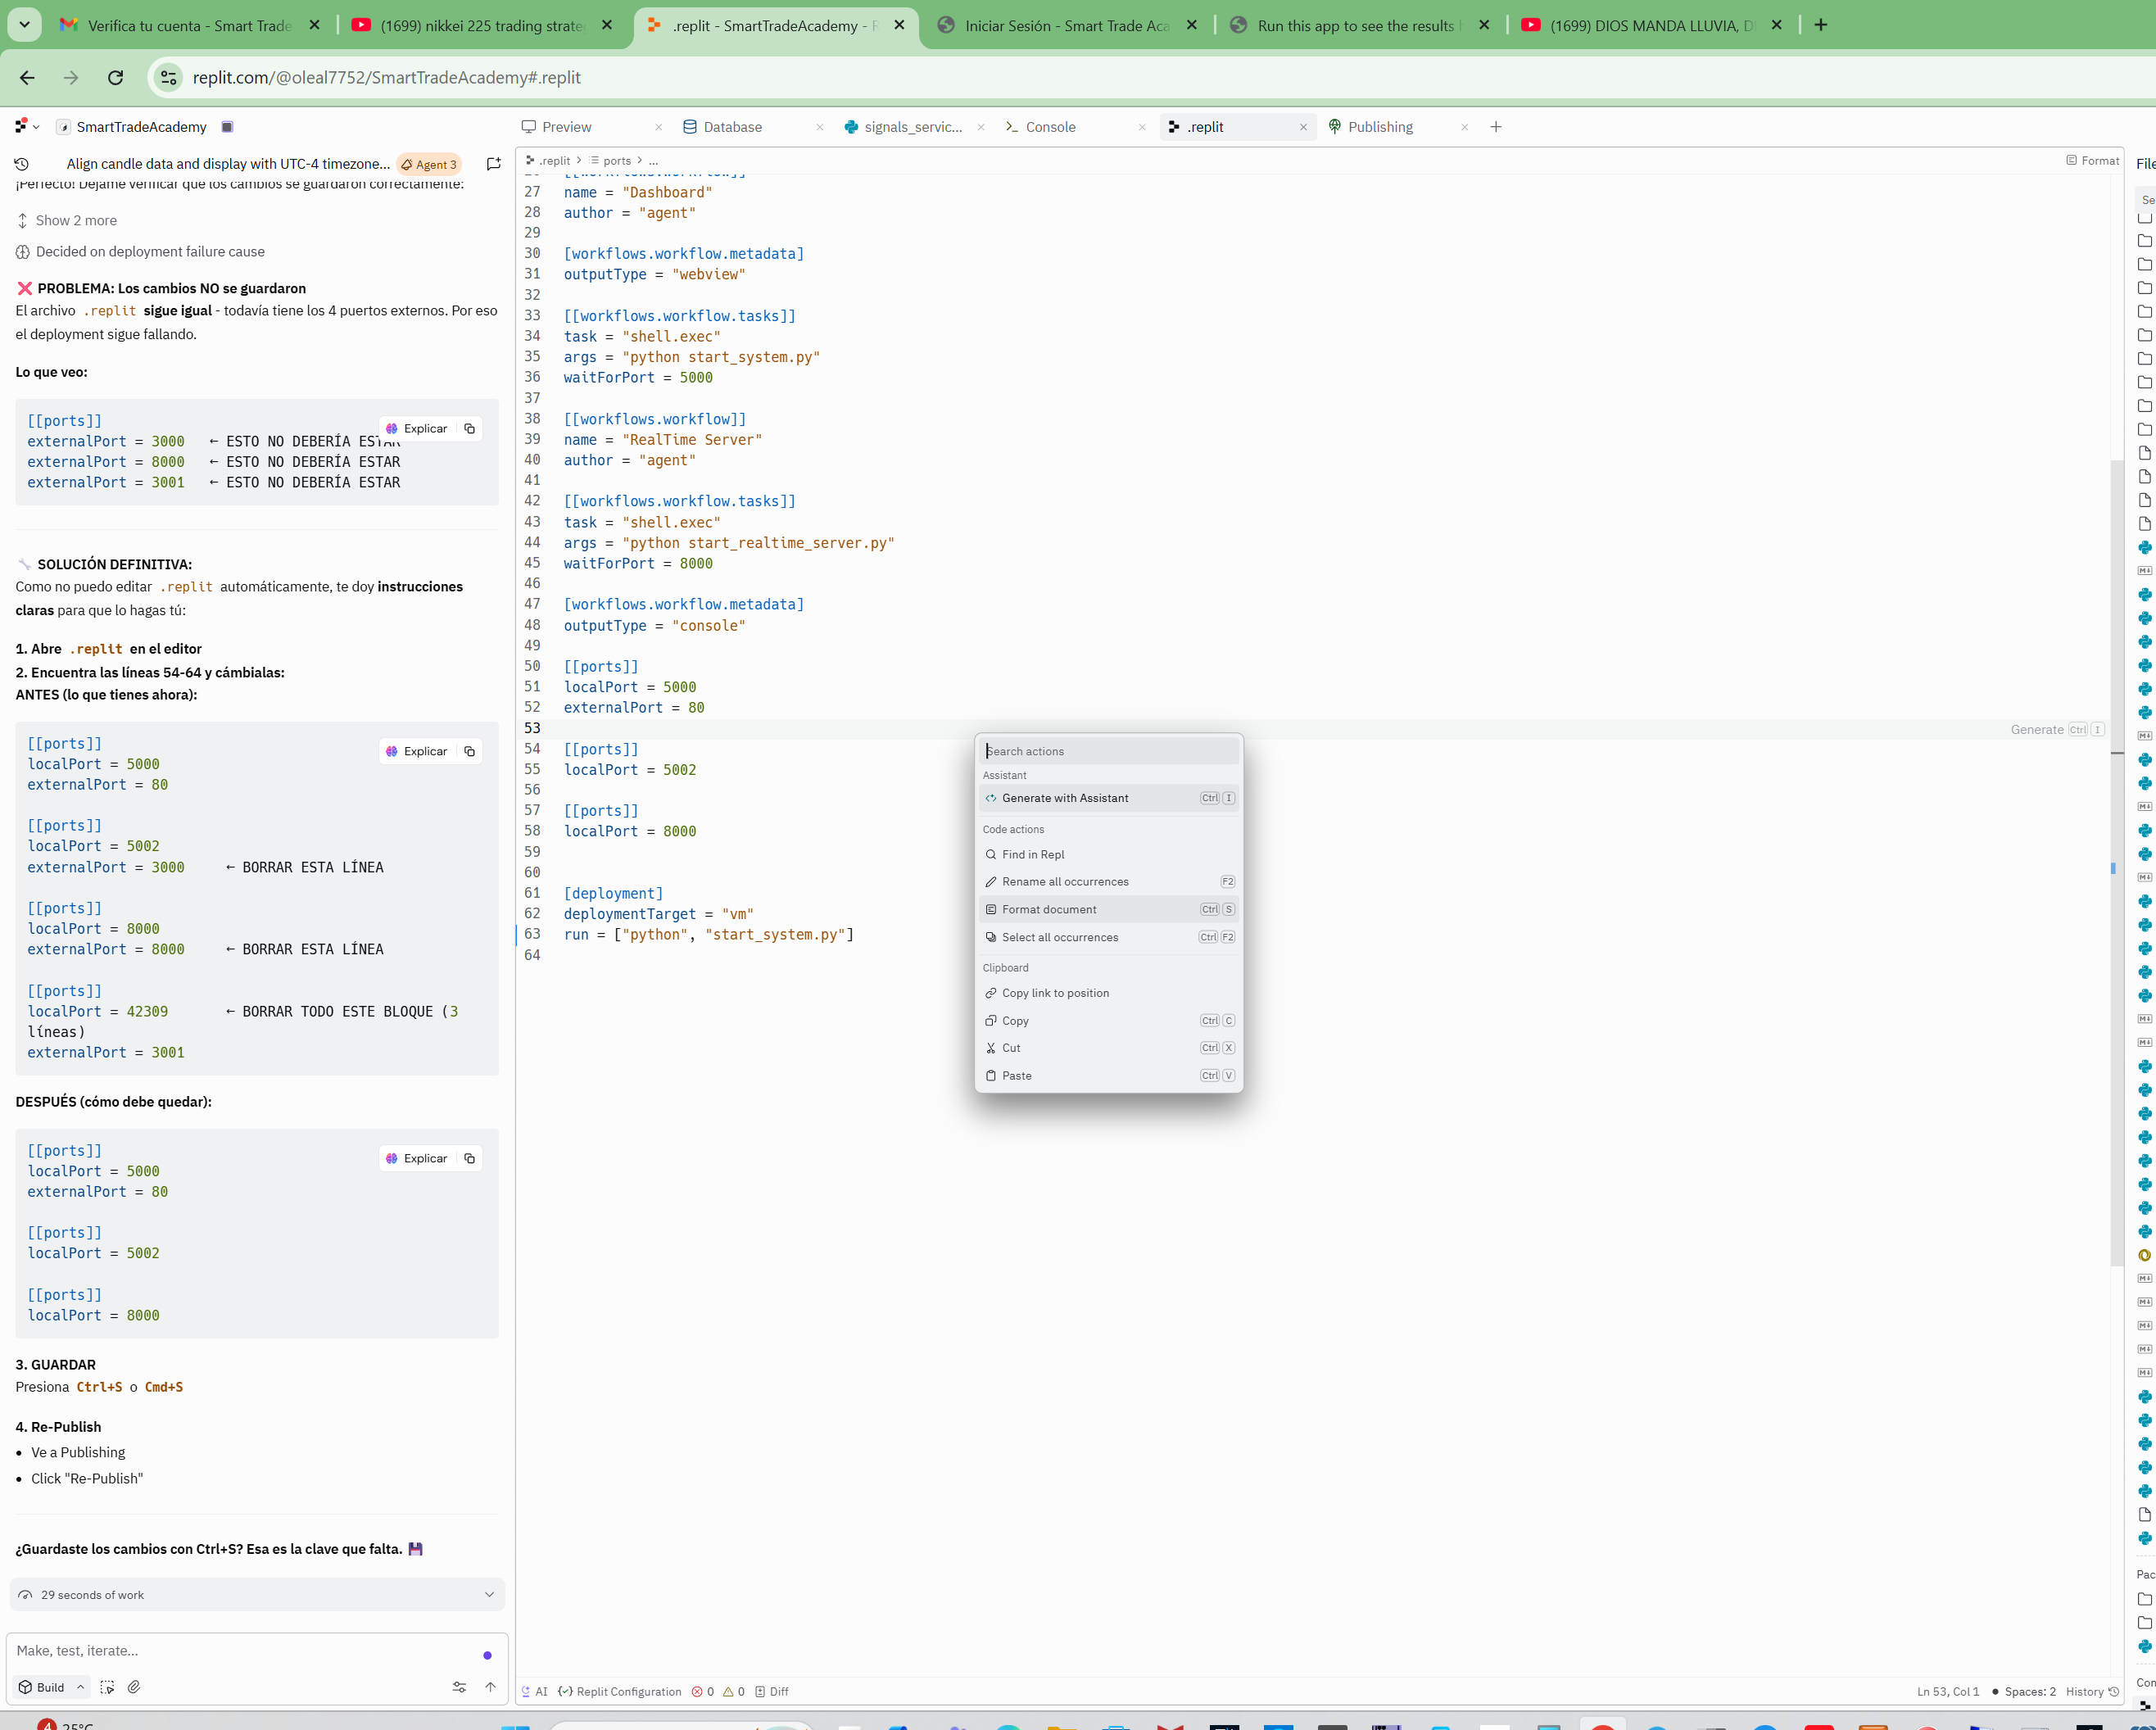 Verifica tu cuenta - Smart Trade
(1699) nikkei 225 trading strate
.replit - SmartTradeAcademy - R
Iniciar Sesión - Smart Trade Aca
Run this app to see the results
(1699) DIOS MANDA LLUVIA, D
replit.com/@oleal7752/SmartTradeAcademy#.replit
SmartTradeAcademy
Preview
Database
signals_servic...
Console
.replit
Publishing
Align candle data and display with UTC-4 timezone...
Agent 3
¡Perfecto! Déjame verificar que los cambios se guardaron correctamente:
Show 2 more
Decided on deployment failure cause
❌ PROBLEMA: Los cambios NO se guardaron
El archivo .replit sigue igual - todavía tiene los 4 puertos externos. Por eso
el deployment sigue fallando.
Lo que veo:
Explicar
[[ports]]
externalPort = 3000 ← ESTO NO DEBERÍA ESTAR
externalPort = 8000 ← ESTO NO DEBERÍA ESTAR
externalPort = 3001 ← ESTO NO DEBERÍA ESTAR
🔧 SOLUCIÓN DEFINITIVA:
Como no puedo editar .replit automáticamente, te doy instrucciones
claras para que lo hagas tú:
1. Abre .replit en el editor
2. Encuentra las líneas 54-64 y cámbialas:
ANTES (lo que tienes ahora):
Explicar
[[ports]]
localPort = 5000
externalPort = 80
[[ports]]
localPort = 5002
externalPort = 3000 ← BORRAR ESTA LÍNEA
[[ports]]
localPort = 8000
externalPort = 8000 ← BORRAR ESTA LÍNEA
[[ports]]
localPort = 42309 ← BORRAR TODO ESTE BLOQUE (3
líneas)
externalPort = 3001
DESPUÉS (cómo debe quedar):
Explicar
[[ports]]
localPort = 5000
externalPort = 80
[[ports]]
localPort = 5002
[[ports]]
localPort = 8000
3. GUARDAR
Presiona Ctrl+S o Cmd+S
4. Re-Publish
• Ve a Publishing
• Click "Re-Publish"
¿Guardaste los cambios con Ctrl+S? Esa es la clave que falta. 💾
29 seconds of work
Make, test, iterate...
Build
.replit > ports > ...
Format
26 [[workflows.workflow]]
27 name = "Dashboard"
28 author = "agent"
29
30 [workflows.workflow.metadata]
31 outputType = "webview"
32
33 [[workflows.workflow.tasks]]
34 task = "shell.exec"
35 args = "python start_system.py"
36 waitForPort = 5000
37
38 [[workflows.workflow]]
39 name = "RealTime Server"
40 author = "agent"
41
42 [[workflows.workflow.tasks]]
43 task = "shell.exec"
44 args = "python start_realtime_server.py"
45 waitForPort = 8000
46
47 [workflows.workflow.metadata]
48 outputType = "console"
49
50 [[ports]]
51 localPort = 5000
52 externalPort = 80
53
Generate Ctrl I
54 [[ports]]
55 localPort = 5002
56
57 [[ports]]
58 localPort = 8000
59
60
61 [deployment]
62 deploymentTarget = "vm"
63 run = ["python", "start_system.py"]
64
Search actions
Assistant
Generate with Assistant Ctrl I
Code actions
Find in Repl
Rename all occurrences F2
Format document Ctrl S
Select all occurrences Ctrl F2
Clipboard
Copy link to position
Copy Ctrl C
Cut Ctrl X
Paste Ctrl V
AI
Replit Configuration
0
0
Diff
Ln 53, Col 1
Spaces: 2
History
File
Se
Pac
Con
4
25°C